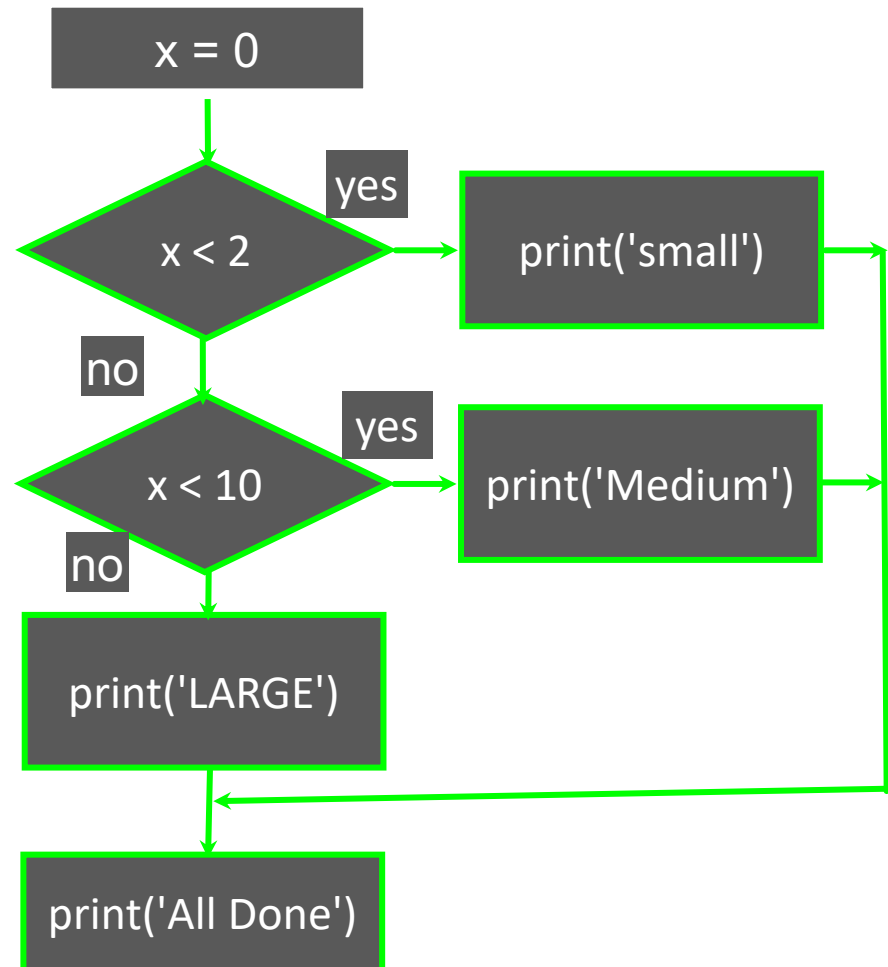 x = 0
yes
x < 2
print('small')
no
yes
x < 10
print('Medium')
no
print('LARGE')
print('All Done')